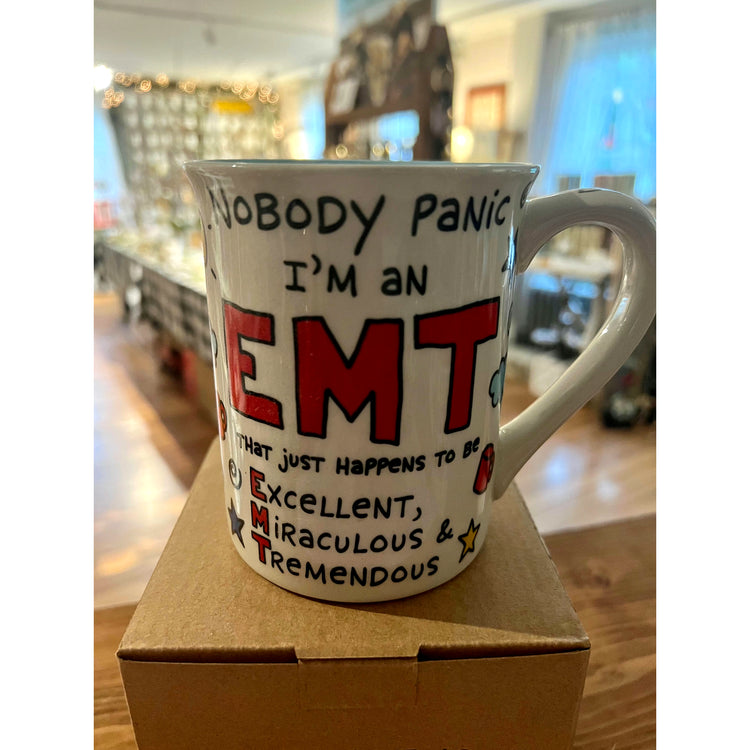 NOBODY PANIC
I'M AN
EMT
THAT JUST HAPPENS TO BE
EXCELLENT,
MIRACULOUS &
TREMENDOUS